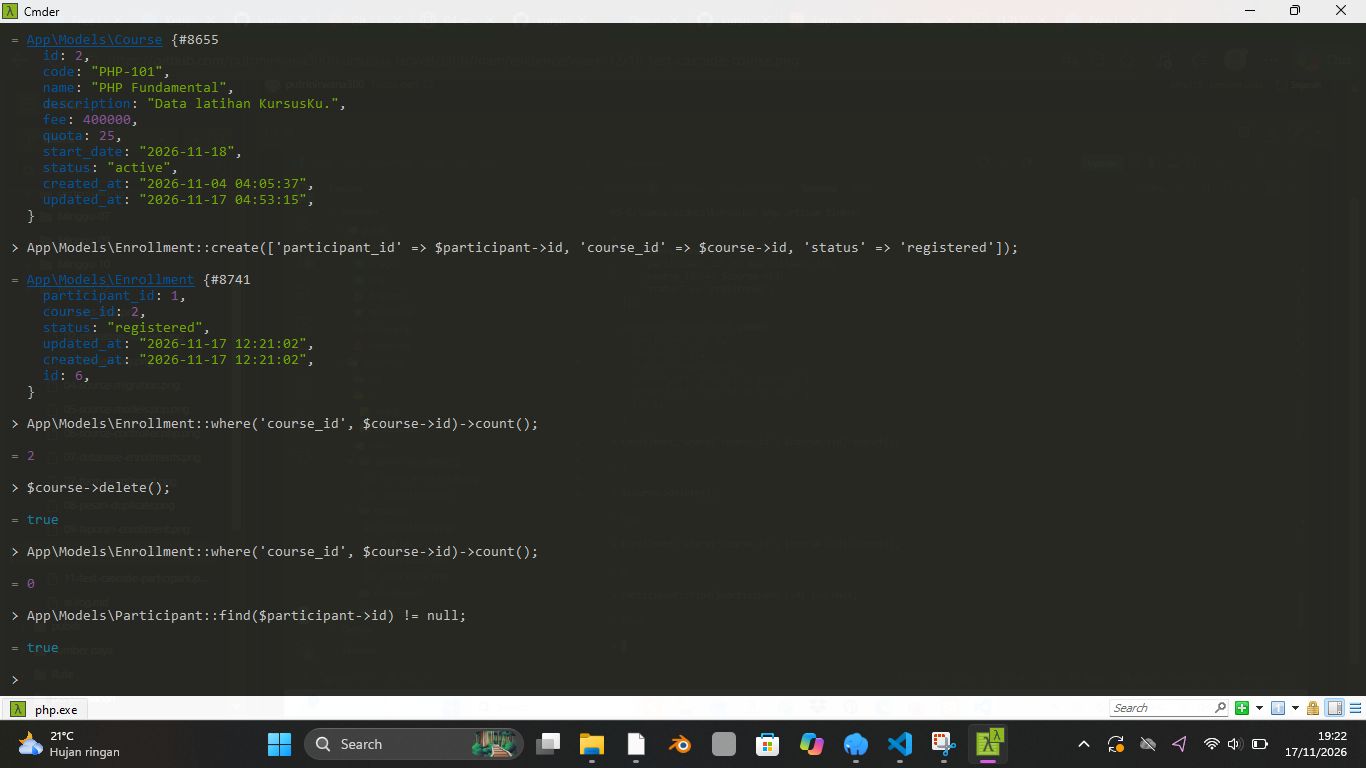 Cmder
= App\Models\Course {#8655
id: 2,
code: "PHP-101",
name: "PHP Fundamental",
description: "Data latihan KursusKu.",
fee: 400000,
quota: 25,
start_date: "2026-11-18",
status: "active",
created_at: "2026-11-04 04:05:37",
updated_at: "2026-11-17 04:53:15",
}
> App\Models\Enrollment::create(['participant_id' => $participant->id, 'course_id' => $course->id, 'status' => 'registered']);
= App\Models\Enrollment {#8741
participant_id: 1,
course_id: 2,
status: "registered",
updated_at: "2026-11-17 12:21:02",
created_at: "2026-11-17 12:21:02",
id: 6,
}
> App\Models\Enrollment::where('course_id', $course->id)->count();
= 2
> $course->delete();
= true
> App\Models\Enrollment::where('course_id', $course->id)->count();
= 0
> App\Models\Participant::find($participant->id) != null;
= true
>
php.exe
Search
21°C
Hujan ringan
Search
19:22
17/11/2026